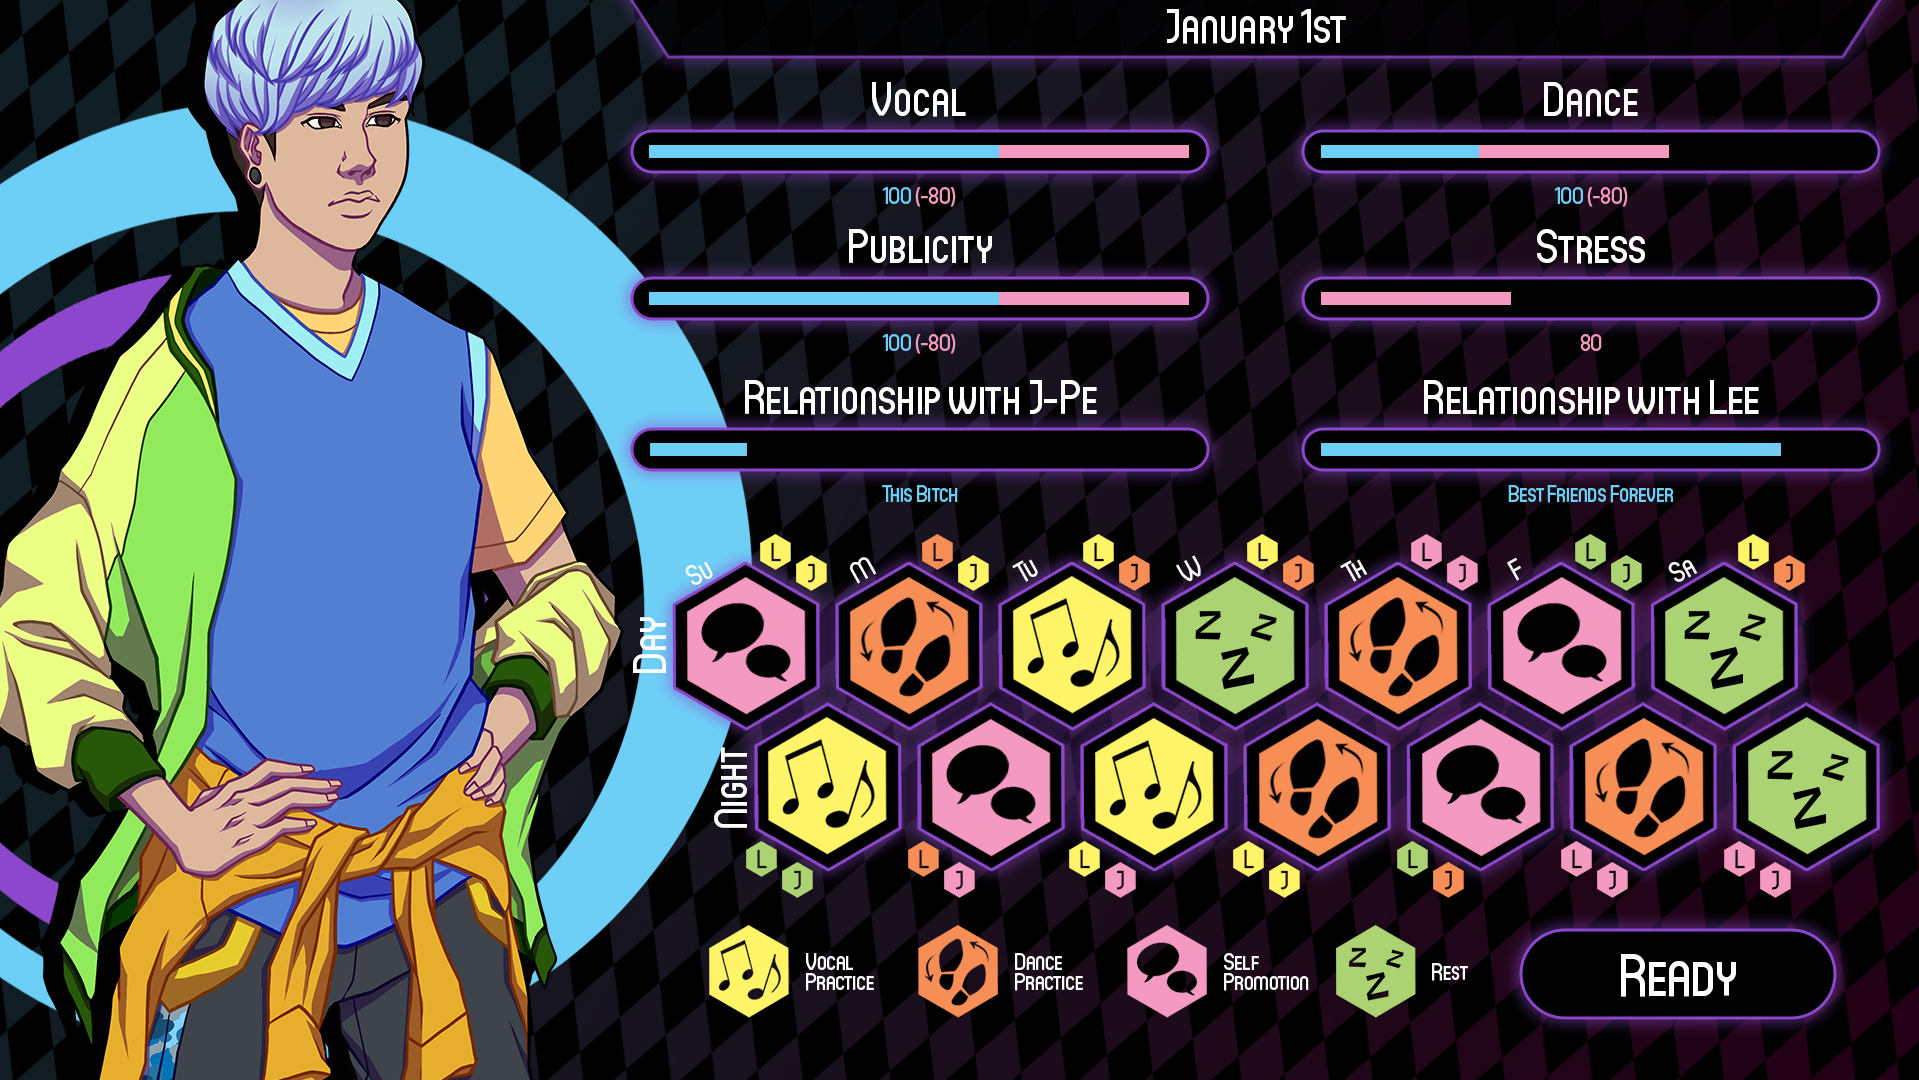 January 1st
Vocal
Dance
100 (-80)
100 (-80)
Publicity
Stress
100 (-80)
80
Relationship with J-Pe
Relationship with Lee
This Bitch
Best Friends Forever
L L L L L L L
Su J M J Tu J W J Th J F J Sa J
Day
Night
L L L L L L L
J J J J J J J
Vocal
Practice
Dance
Practice
Self
Promotion
Rest
Ready